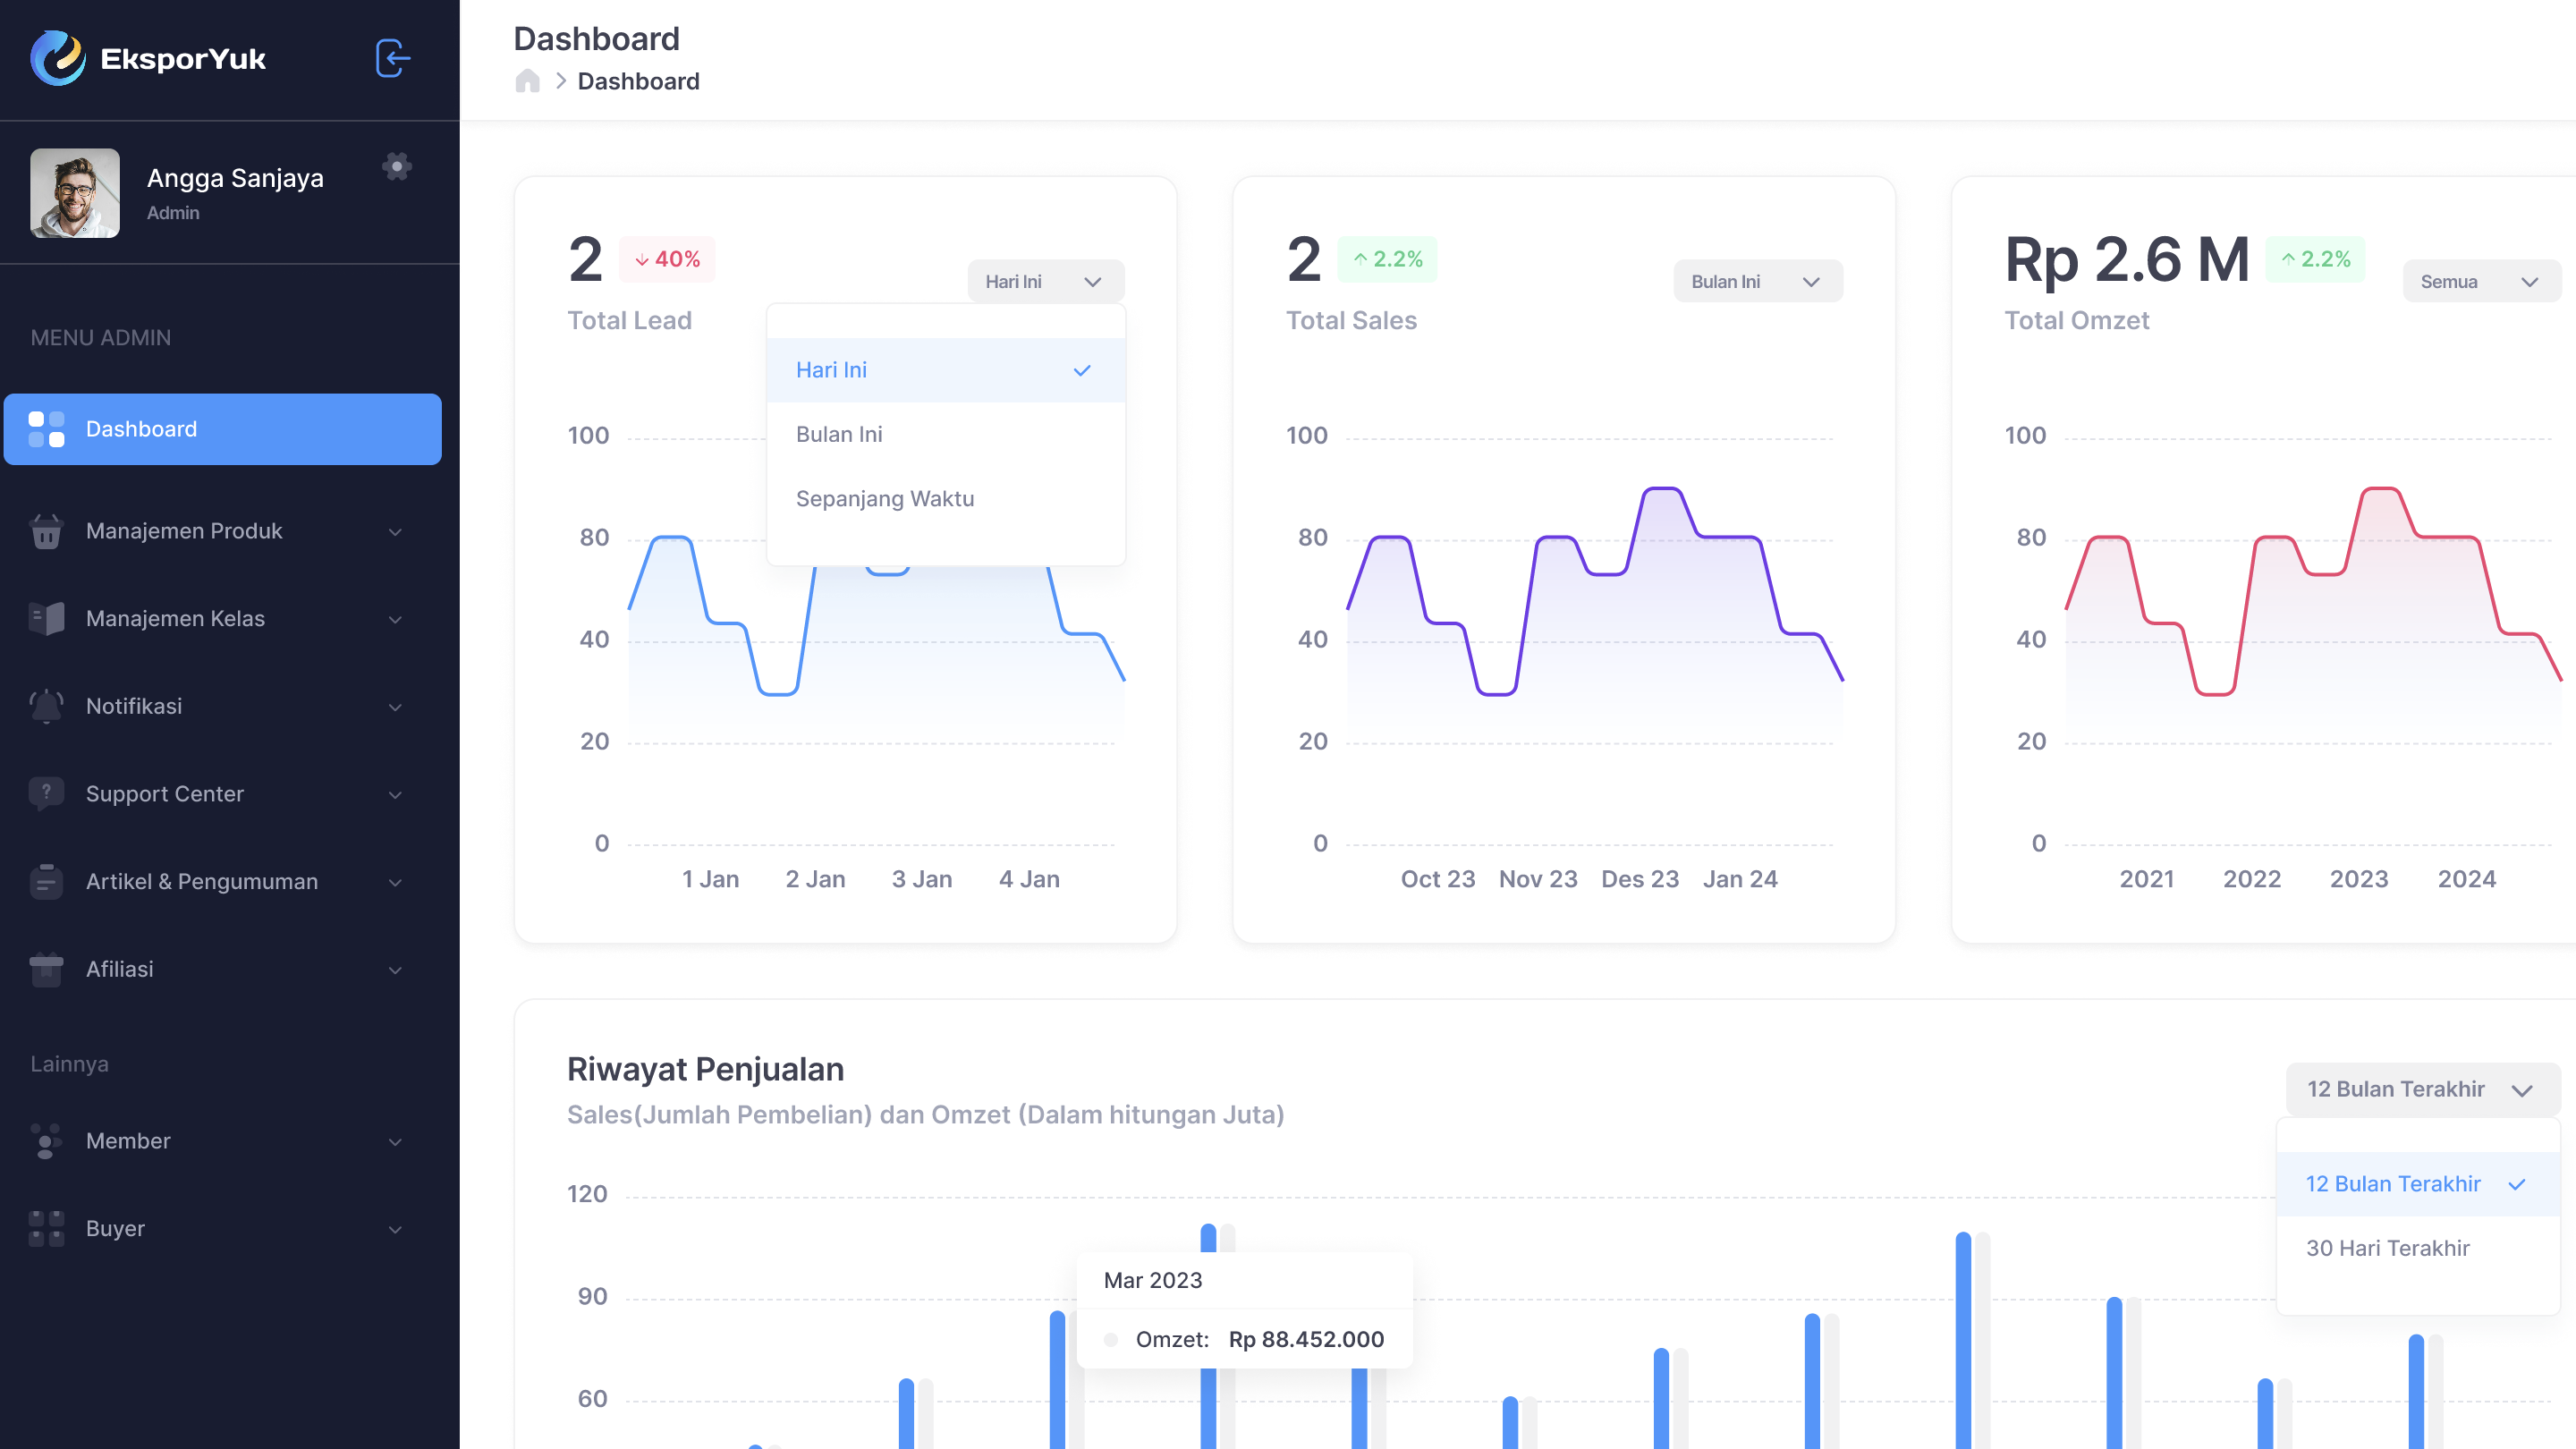 EksporYuk
Angga Sanjaya
Admin
MENU ADMIN
Dashboard
Manajemen Produk
Manajemen Kelas
Notifikasi
Support Center
Artikel & Pengumuman
Afiliasi
Lainnya
Member
Buyer
Dashboard
Dashboard
2
40%
Total Lead
Hari Ini
Hari Ini
Bulan Ini
Sepanjang Waktu
100
80
40
20
0
1 Jan 2 Jan 3 Jan 4 Jan
2
2.2%
Total Sales
Bulan Ini
100
80
40
20
0
Oct 23 Nov 23 Des 23 Jan 24
Rp 2.6 M
2.2%
Total Omzet
Semua
100
80
40
20
0
2021 2022 2023 2024
Riwayat Penjualan
Sales(Jumlah Pembelian) dan Omzet (Dalam hitungan Juta)
12 Bulan Terakhir
12 Bulan Terakhir
30 Hari Terakhir
120
90
60
Mar 2023
Omzet: Rp 88.452.000